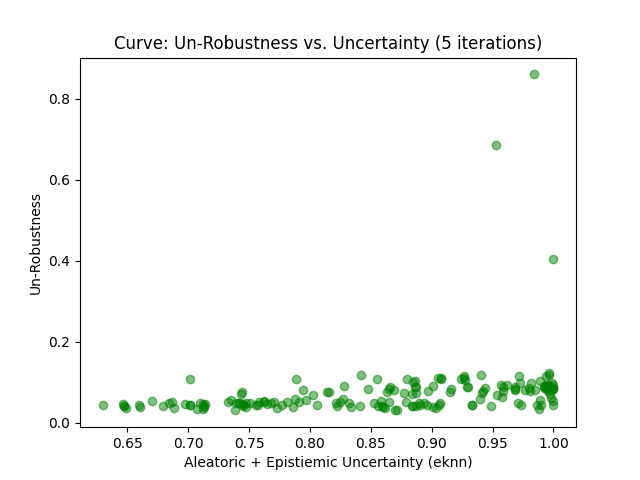 Curve: Un-Robustness vs. Uncertainty (5 iterations)
0.8
0.6
0.4
0.2
0.0
Un-Robustness
0.65 0.70 0.75 0.80 0.85 0.90 0.95 1.00
Aleatoric + Epistiemic Uncertainty (eknn)